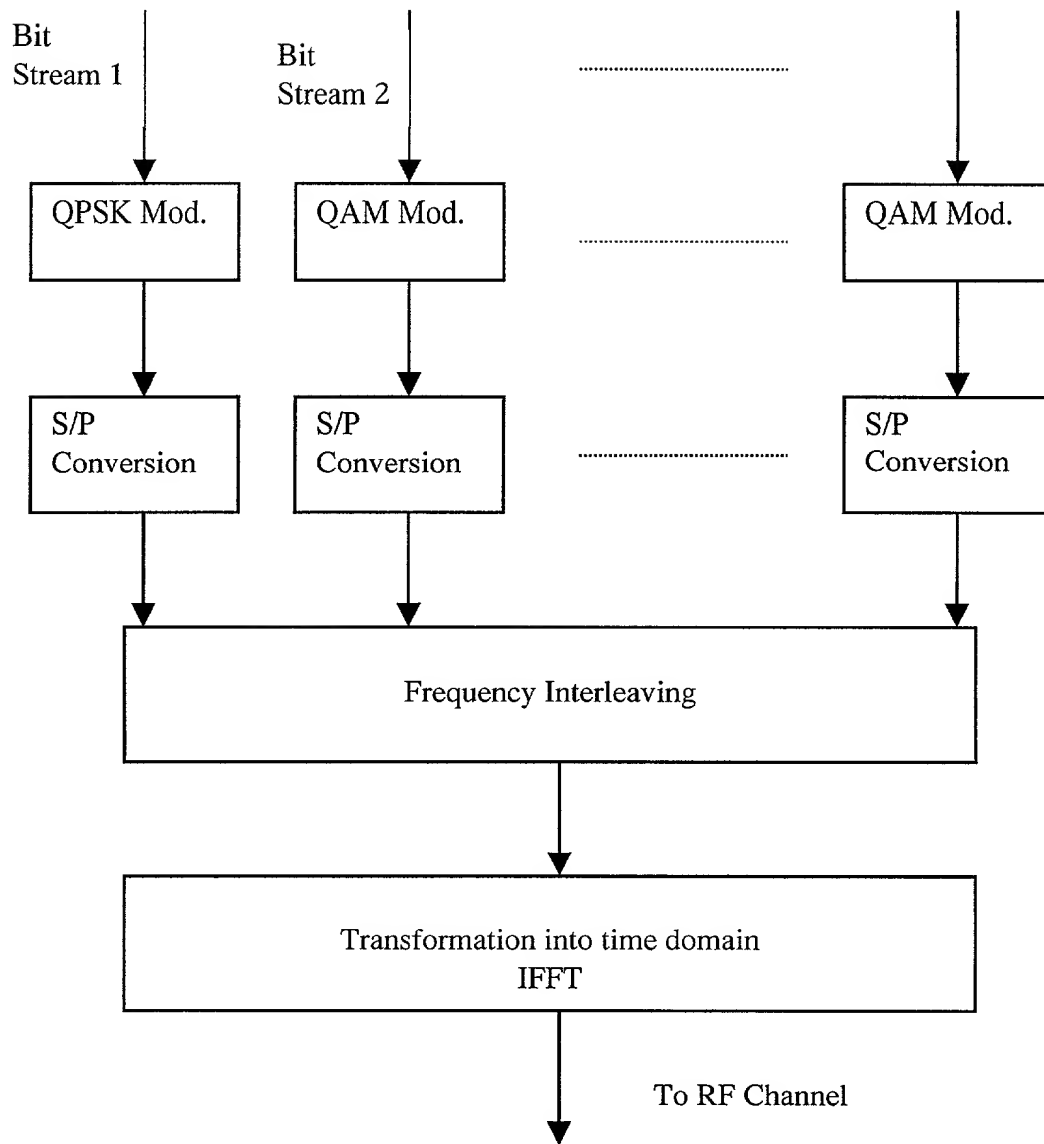 Bit
Stream 1
Bit
Stream 2
QPSK Mod.
QAM Mod.
QAM Mod.
S/P
Conversion
S/P
Conversion
S/P
Conversion
Frequency Interleaving
Transformation into time domain
IFFT
To RF Channel